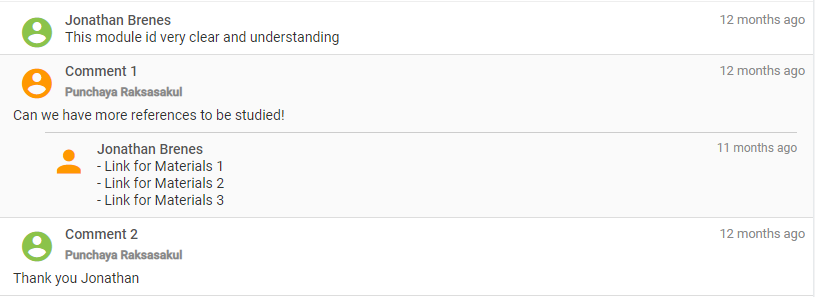 Jonathan Brenes
12 months ago
This module id very clear and understanding
Comment 1
12 months ago
Punchaya Raksasakul
Can we have more references to be studied!
Jonathan Brenes
11 months ago
- Link for Materials 1
- Link for Materials 2
- Link for Materials 3
Comment 2
12 months ago
Punchaya Raksasakul
Thank you Jonathan